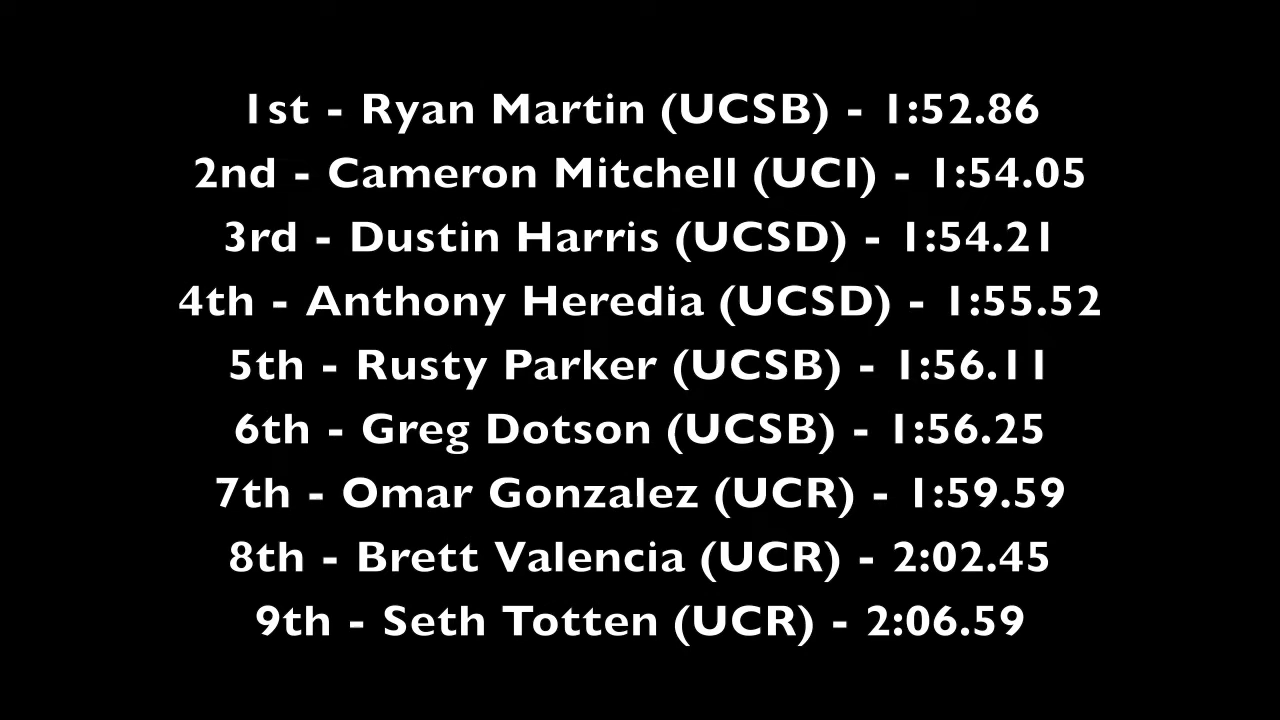 1st - Ryan Martin (UCSB) - 1:52.86
2nd - Cameron Mitchell (UCI) - 1:54.05
3rd - Dustin Harris (UCSD) - 1:54.21
4th - Anthony Heredia (UCSD) - 1:55.52
5th - Rusty Parker (UCSB) - 1:56.11
6th - Greg Dotson (UCSB) - 1:56.25
7th - Omar Gonzalez (UCR) - 1:59.59
8th - Brett Valencia (UCR) - 2:02.45
9th - Seth Totten (UCR) - 2:06.59